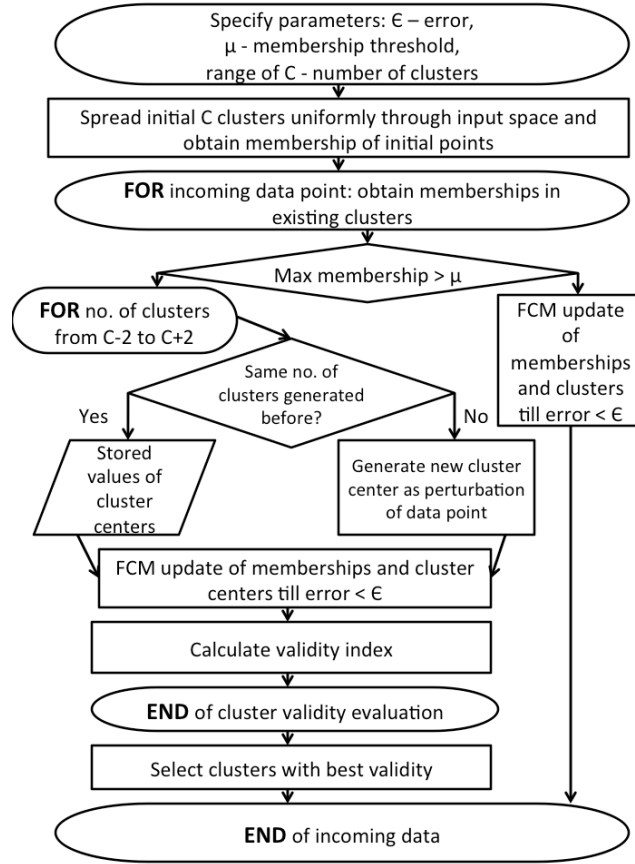 Specify parameters: Є – error,
μ - membership threshold,
range of C - number of clusters
Spread initial C clusters uniformly through input space and
obtain membership of initial points
FOR incoming data point: obtain memberships in
existing clusters
Max membership > μ
FOR no. of clusters
from C-2 to C+2
FCM update
of
memberships
and clusters
till error < Є
Same no. of
clusters generated
before?
Yes
No
Stored
values of
cluster
centers
Generate new cluster
center as perturbation
of data point
FCM update of memberships and cluster
centers till error < Є
Calculate validity index
END of cluster validity evaluation
Select clusters with best validity
END of incoming data